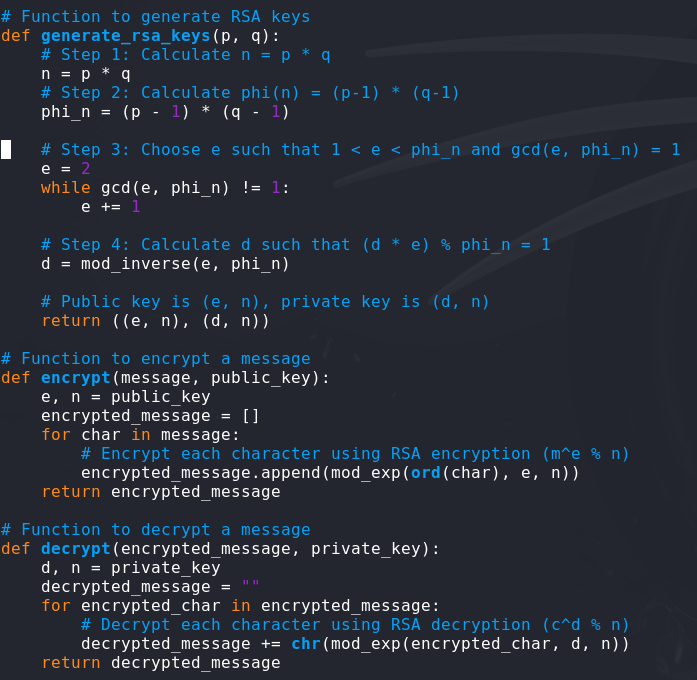 # Function to generate RSA keys
def generate_rsa_keys(p, q):
    # Step 1: Calculate n = p * q
    n = p * q
    # Step 2: Calculate phi(n) = (p-1) * (q-1)
    phi_n = (p - 1) * (q - 1)

    # Step 3: Choose e such that 1 < e < phi_n and gcd(e, phi_n) = 1
    e = 2
    while gcd(e, phi_n) != 1:
        e += 1

    # Step 4: Calculate d such that (d * e) % phi_n = 1
    d = mod_inverse(e, phi_n)

    # Public key is (e, n), private key is (d, n)
    return ((e, n), (d, n))

# Function to encrypt a message
def encrypt(message, public_key):
    e, n = public_key
    encrypted_message = []
    for char in message:
        # Encrypt each character using RSA encryption (m^e % n)
        encrypted_message.append(mod_exp(ord(char), e, n))
    return encrypted_message

# Function to decrypt a message
def decrypt(encrypted_message, private_key):
    d, n = private_key
    decrypted_message = ""
    for encrypted_char in encrypted_message:
        # Decrypt each character using RSA decryption (c^d % n)
        decrypted_message += chr(mod_exp(encrypted_char, d, n))
    return decrypted_message